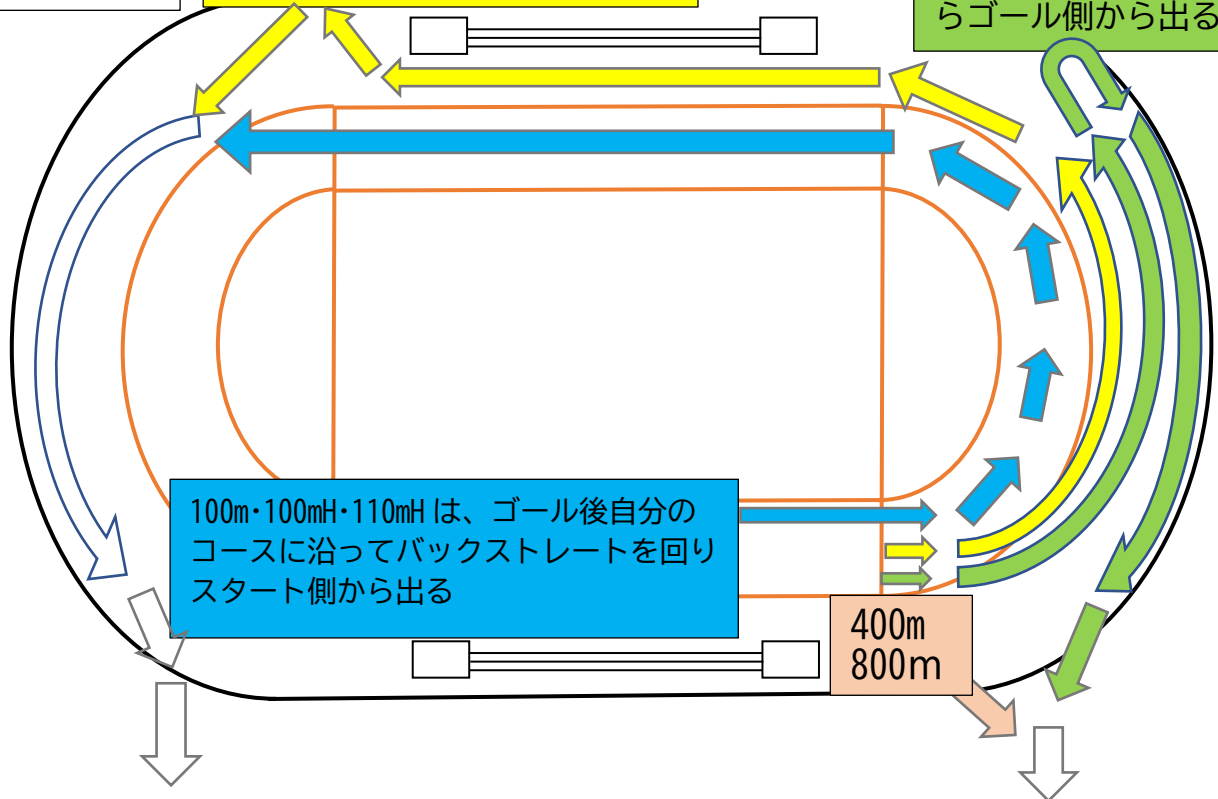 らゴール側から出る
100m・100mH・110mH は、ゴール後自分の
コースに沿ってバックストレートを回り
スタート側から出る
400m
800m